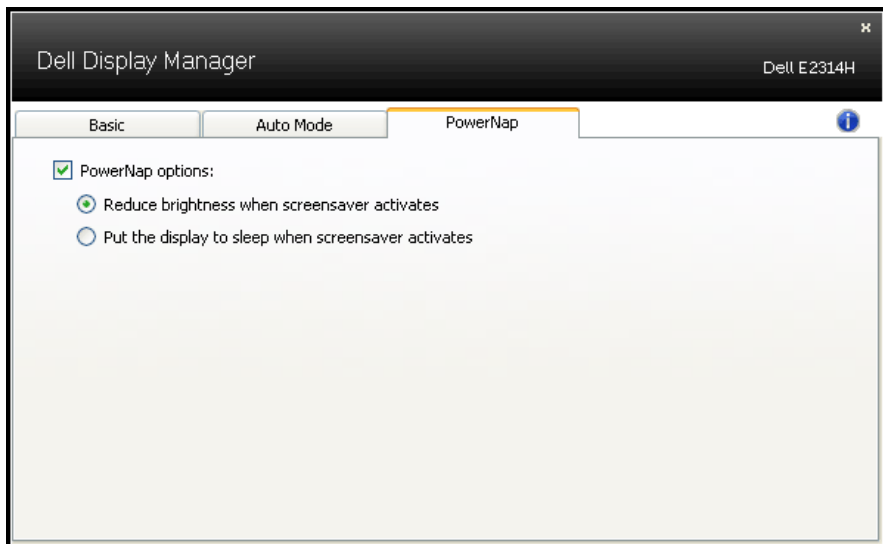 Dell Display Manager
Dell E2314H
Basic
Auto Mode
PowerNap
PowerNap options:
Reduce brightness when screensaver activates
Put the display to sleep when screensaver activates